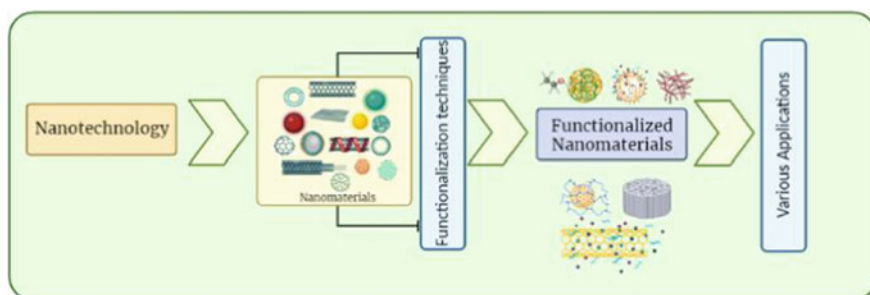 Nanotechnology
Nanomaterials
Functionalization techniques
Functionalized
Nanomaterials
Various Applications